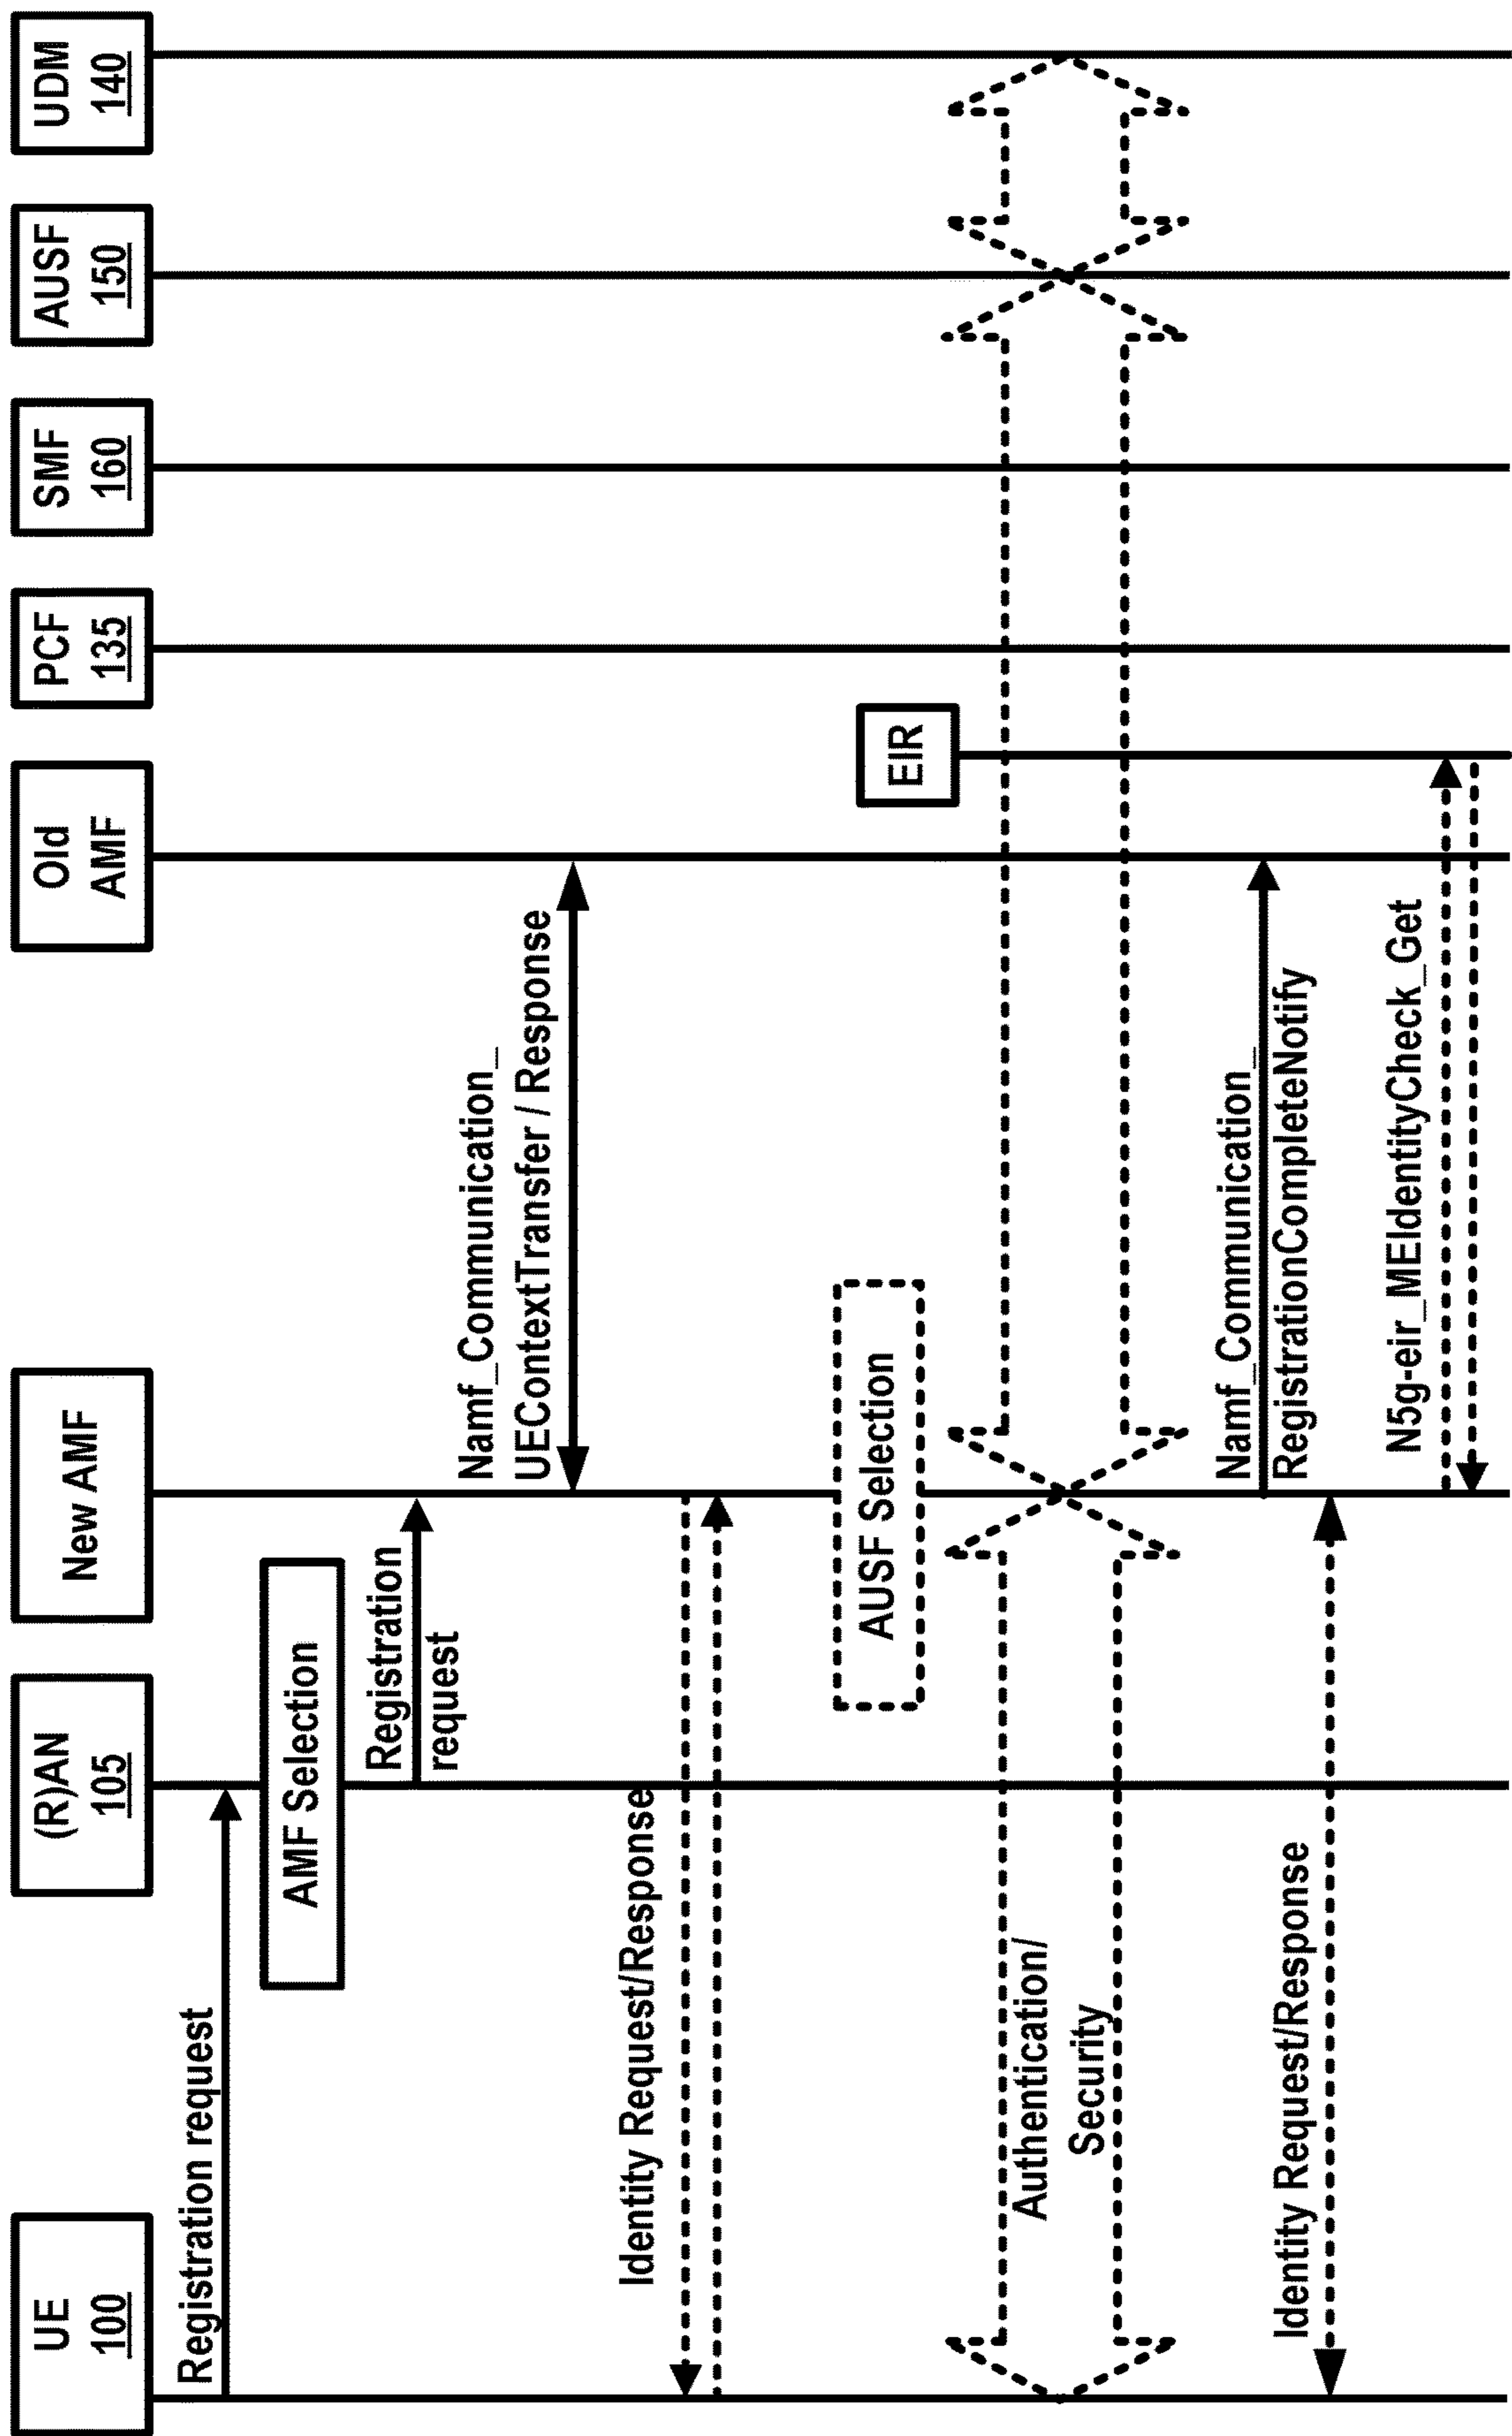 UE
100
(R)AN
105
New AMF
Old
AMF
PCF
135
SMF
160
AUSF
150
UDM
140
Registration request
AMF Selection
Registration
request
Namf_Communication_
UEContextTransfer / Response
Identity Request/Response
AUSF Selection
EIR
Authentication/
Security
Namf_Communication_
RegistrationCompleteNotify
Identity Request/Response
N5g-eir_MEIdentityCheck_Get